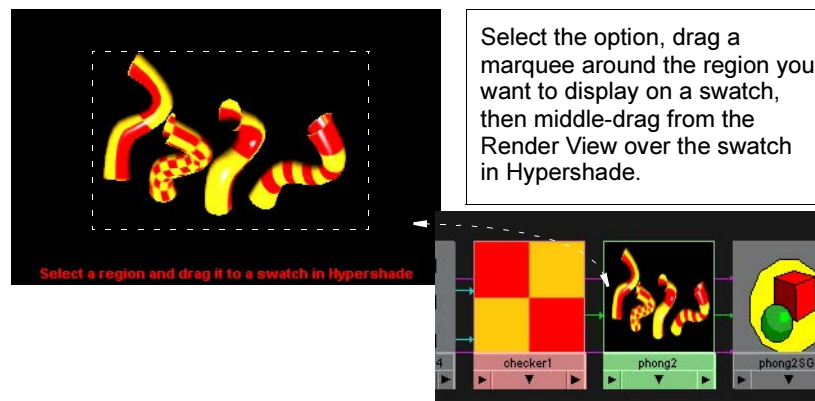 Select the option, drag a
marquee around the region you
want to display on a swatch,
then middle-drag from the
Render View over the swatch
in Hypershade.
Select a region and drag it to a swatch in Hypershade
4
checker1
phong2
phong2SG